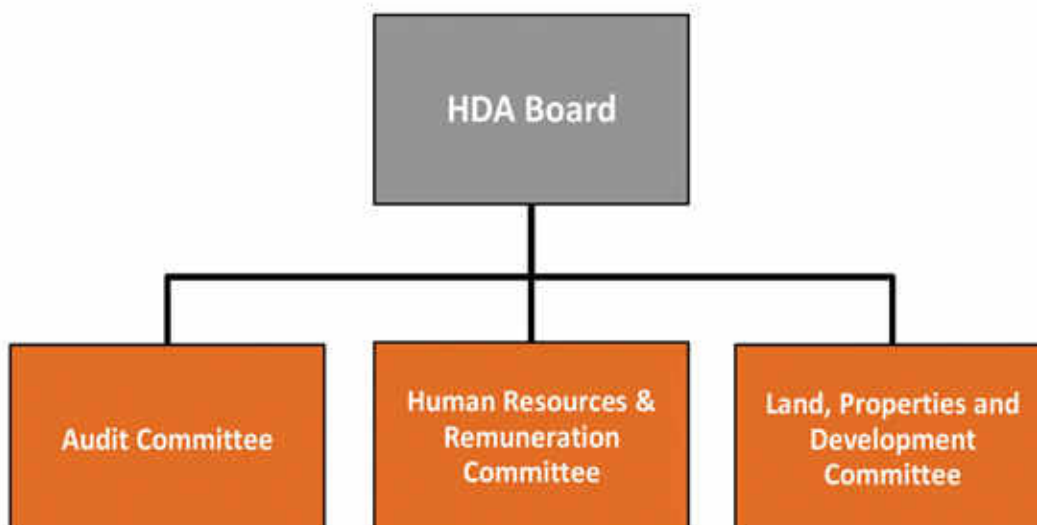 HDA Board
Audit Committee
Human Resources &
Remuneration
Committee
Land, Properties and
Development
Committee